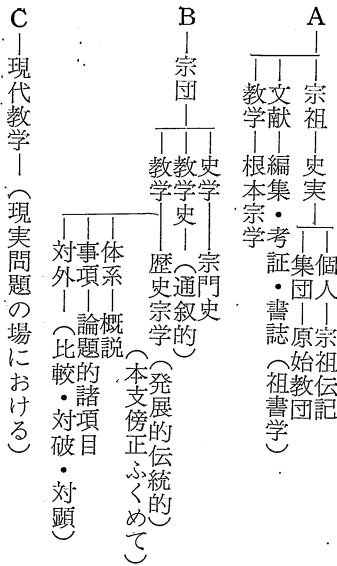 A―宗祖―史実―個人―宗祖伝記
集団―原始教団
文献―編集・考証・書誌(祖書学)
教学―根本宗学
B―宗団―史学―宗門史
教学史―(通叙的)
教学―歴史宗学(発展的伝統的)
(本支傍正ふくめて)
体系―概説
事項―論題的諸項目
対外―(比較・対破・対顕)
C―現代教学―(現実問題の場における)